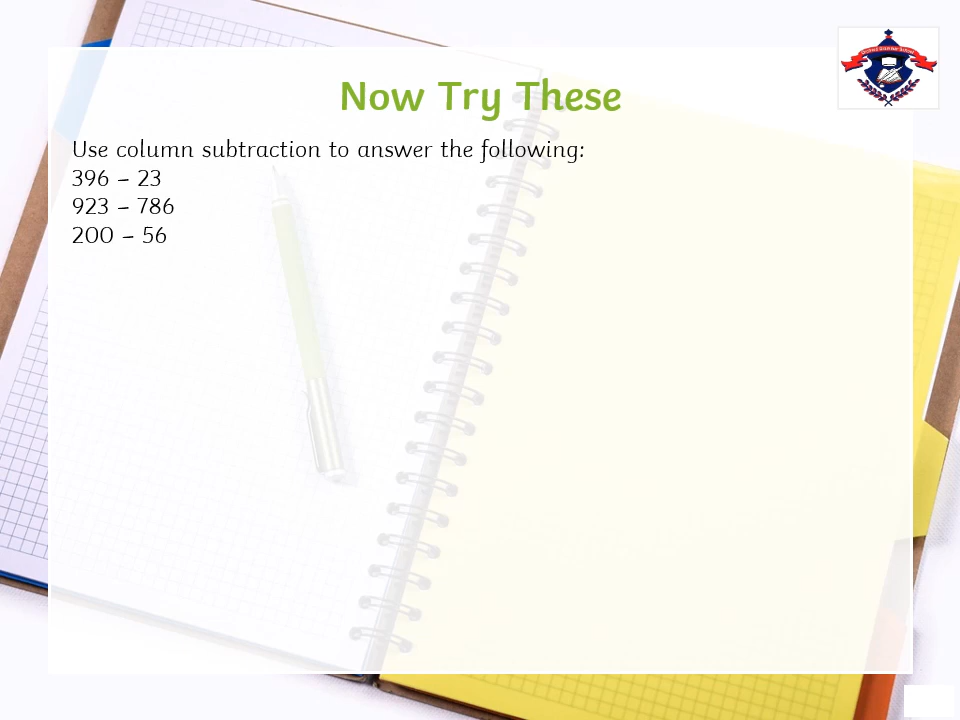 Now Try These
Use column subtraction to answer the following:
396 – 23
923 – 786
200 – 56